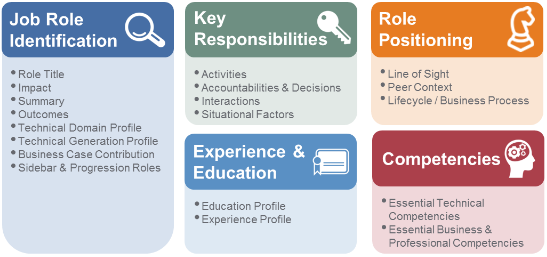 Job Role
Identification
• Role Title
• Impact
• Summary
• Outcomes
• Technical Domain Profile
• Technical Generation Profile
• Business Case Contribution
• Sidebar & Progression Roles
Key
Responsibilities
• Activities
• Accountabilities & Decisions
• Interactions
• Situational Factors
Role
Positioning
• Line of Sight
• Peer Context
• Lifecycle / Business Process
Experience &
Education
• Education Profile
• Experience Profile
Competencies
• Essential Technical
Competencies
• Essential Business &
Professional Competencies